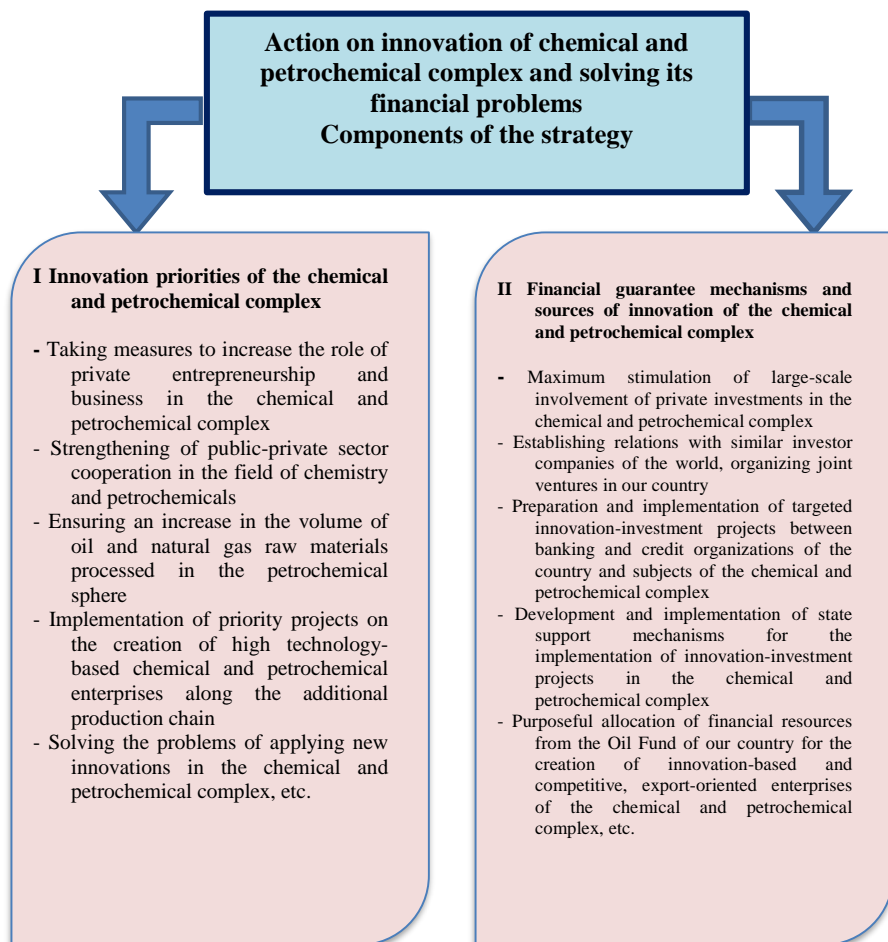 Action on innovation of chemical and
petrochemical complex and solving its
financial problems
Components of the strategy
I Innovation priorities of the chemical
and petrochemical complex
- Taking measures to increase the role of
private entrepreneurship and
business in the chemical and
petrochemical complex
- Strengthening of public-private sector
cooperation in the field of chemistry
and petrochemicals
- Ensuring an increase in the volume of
oil and natural gas raw materials
processed in the petrochemical
sphere
- Implementation of priority projects on
the creation of high technology-
based chemical and petrochemical
enterprises along the additional
production chain
- Solving the problems of applying new
innovations in the chemical and
petrochemical complex, etc.
II Financial guarantee mechanisms and
sources of innovation of the chemical
and petrochemical complex
- Maximum stimulation of large-scale
involvement of private investments in the
chemical and petrochemical complex
- Establishing relations with similar investor
companies of the world, organizing joint
ventures in our country
- Preparation and implementation of targeted
innovation-investment projects between
banking and credit organizations of the
country and subjects of the chemical and
petrochemical complex
- Development and implementation of state
support mechanisms for the
implementation of innovation-investment
projects in the chemical and
petrochemical complex
- Purposeful allocation of financial resources
from the Oil Fund of our country for the
creation of innovation-based and
competitive, export-oriented enterprises
of the chemical and petrochemical
complex, etc.